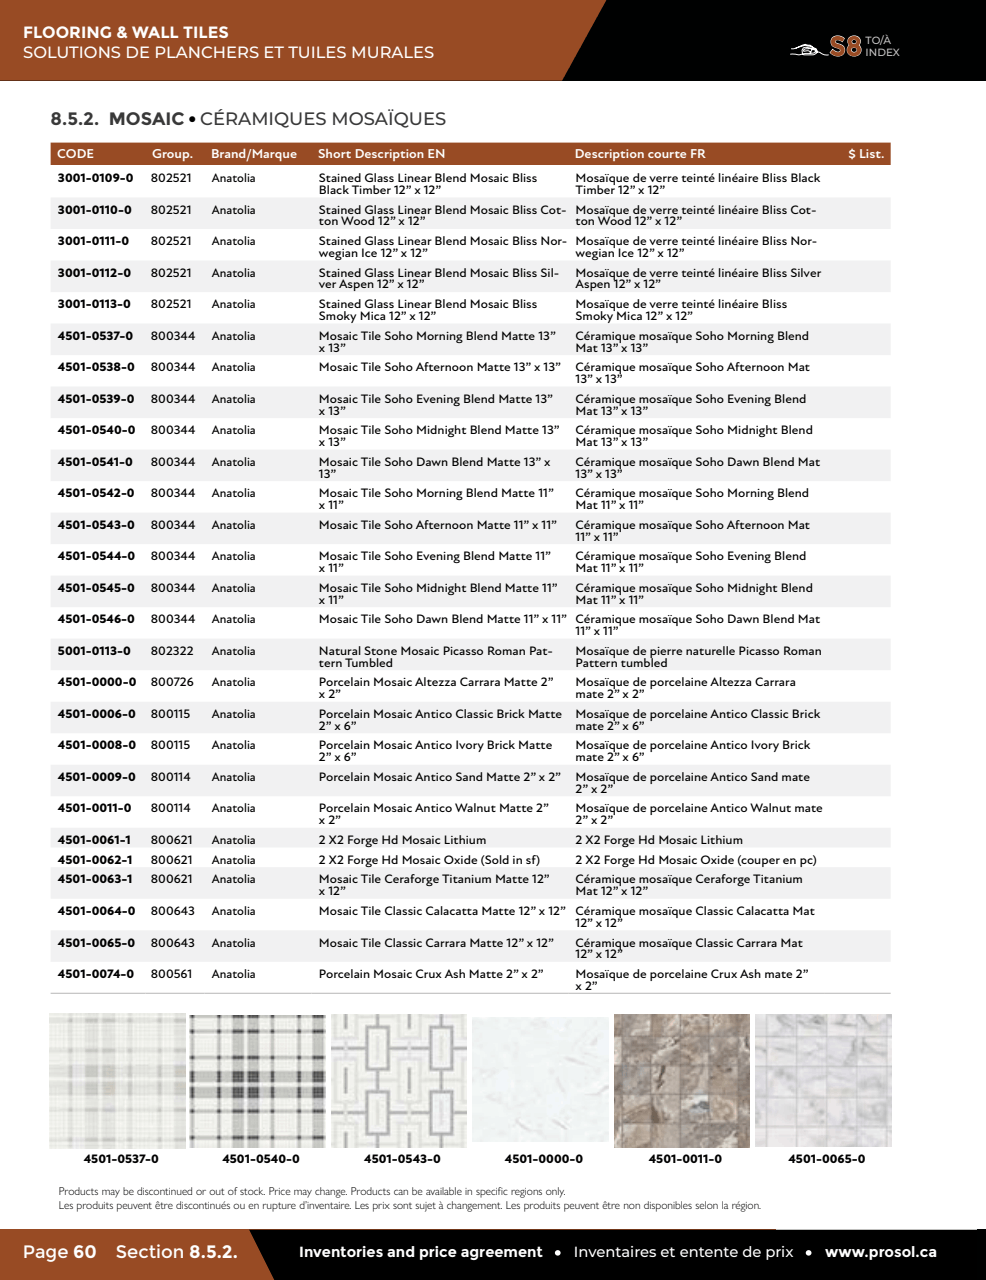 FLOORING & WALL TILES
SOLUTIONS DE PLANCHERS ET TUILES MURALES
S8 TO/À
INDEX
8.5.2. MOSAIC • CÉRAMIQUES MOSAÏQUES
CODE Group. Brand/Marque Short Description EN Description courte FR $ List.
3001-0109-0 802521 Anatolia Stained Glass Linear Blend Mosaic Bliss Mosaïque de verre teinté linéaire Bliss Black
Black Timber 12” x 12” Timber 12” x 12”
3001-0110-0 802521 Anatolia Stained Glass Linear Blend Mosaic Bliss Cot- Mosaïque de verre teinté linéaire Bliss Cot-
ton Wood 12” x 12” ton Wood 12” x 12”
3001-0111-0 802521 Anatolia Stained Glass Linear Blend Mosaic Bliss Nor- Mosaïque de verre teinté linéaire Bliss Nor-
wegian Ice 12” x 12” wegian Ice 12” x 12”
3001-0112-0 802521 Anatolia Stained Glass Linear Blend Mosaic Bliss Sil- Mosaïque de verre teinté linéaire Bliss Silver
ver Aspen 12” x 12” Aspen 12” x 12”
3001-0113-0 802521 Anatolia Stained Glass Linear Blend Mosaic Bliss Mosaïque de verre teinté linéaire Bliss
Smoky Mica 12” x 12” Smoky Mica 12” x 12”
4501-0537-0 800344 Anatolia Mosaic Tile Soho Morning Blend Matte 13” Céramique mosaïque Soho Morning Blend
x 13” Mat 13” x 13”
4501-0538-0 800344 Anatolia Mosaic Tile Soho Afternoon Matte 13” x 13” Céramique mosaïque Soho Afternoon Mat
13” x 13”
4501-0539-0 800344 Anatolia Mosaic Tile Soho Evening Blend Matte 13” Céramique mosaïque Soho Evening Blend
x 13” Mat 13” x 13”
4501-0540-0 800344 Anatolia Mosaic Tile Soho Midnight Blend Matte 13” Céramique mosaïque Soho Midnight Blend
x 13” Mat 13” x 13”
4501-0541-0 800344 Anatolia Mosaic Tile Soho Dawn Blend Matte 13” x Céramique mosaïque Soho Dawn Blend Mat
13” 13” x 13”
4501-0542-0 800344 Anatolia Mosaic Tile Soho Morning Blend Matte 11” Céramique mosaïque Soho Morning Blend
x 11” Mat 11” x 11”
4501-0543-0 800344 Anatolia Mosaic Tile Soho Afternoon Matte 11” x 11” Céramique mosaïque Soho Afternoon Mat
11” x 11”
4501-0544-0 800344 Anatolia Mosaic Tile Soho Evening Blend Matte 11” Céramique mosaïque Soho Evening Blend
x 11” Mat 11” x 11”
4501-0545-0 800344 Anatolia Mosaic Tile Soho Midnight Blend Matte 11” Céramique mosaïque Soho Midnight Blend
x 11” Mat 11” x 11”
4501-0546-0 800344 Anatolia Mosaic Tile Soho Dawn Blend Matte 11” x 11” Céramique mosaïque Soho Dawn Blend Mat
11” x 11”
5001-0113-0 802322 Anatolia Natural Stone Mosaic Picasso Roman Pat- Mosaïque de pierre naturelle Picasso Roman
tern Tumbled Pattern tumbled
4501-0000-0 800726 Anatolia Porcelain Mosaic Altezza Carrara Matte 2” Mosaïque de porcelaine Altezza Carrara
x 2” mate 2” x 2”
4501-0006-0 800115 Anatolia Porcelain Mosaic Antico Classic Brick Matte Mosaïque de porcelaine Antico Classic Brick
2” x 6” mate 2” x 6”
4501-0008-0 800115 Anatolia Porcelain Mosaic Antico Ivory Brick Matte Mosaïque de porcelaine Antico Ivory Brick
2” x 6” mate 2” x 6”
4501-0009-0 800114 Anatolia Porcelain Mosaic Antico Sand Matte 2” x 2” Mosaïque de porcelaine Antico Sand mate
2” x 2”
4501-0011-0 800114 Anatolia Porcelain Mosaic Antico Walnut Matte 2” Mosaïque de porcelaine Antico Walnut mate
x 2” 2” x 2”
4501-0061-1 800621 Anatolia 2 X2 Forge Hd Mosaic Lithium 2 X2 Forge Hd Mosaic Lithium
4501-0062-1 800621 Anatolia 2 X2 Forge Hd Mosaic Oxide (Sold in sf) 2 X2 Forge Hd Mosaic Oxide (couper en pc)
4501-0063-1 800621 Anatolia Mosaic Tile Ceraforge Titanium Matte 12” Céramique mosaïque Ceraforge Titanium
x 12” Mat 12” x 12”
4501-0064-0 800643 Anatolia Mosaic Tile Classic Calacatta Matte 12” x 12” Céramique mosaïque Classic Calacatta Mat
12” x 12”
4501-0065-0 800643 Anatolia Mosaic Tile Classic Carrara Matte 12” x 12” Céramique mosaïque Classic Carrara Mat
12” x 12”
4501-0074-0 800561 Anatolia Porcelain Mosaic Crux Ash Matte 2” x 2” Mosaïque de porcelaine Crux Ash mate 2”
x 2”
4501-0537-0 4501-0540-0 4501-0543-0 4501-0000-0 4501-0011-0 4501-0065-0
Products may be discontinued or out of stock. Price may change. Products can be available in specific regions only.
Les produits peuvent être discontinués ou en rupture d’inventaire. Les prix sont sujet à changement. Les produits peuvent être non disponibles selon la région.
Page 60 Section 8.5.2. Inventories and price agreement • Inventaires et entente de prix • www.prosol.ca